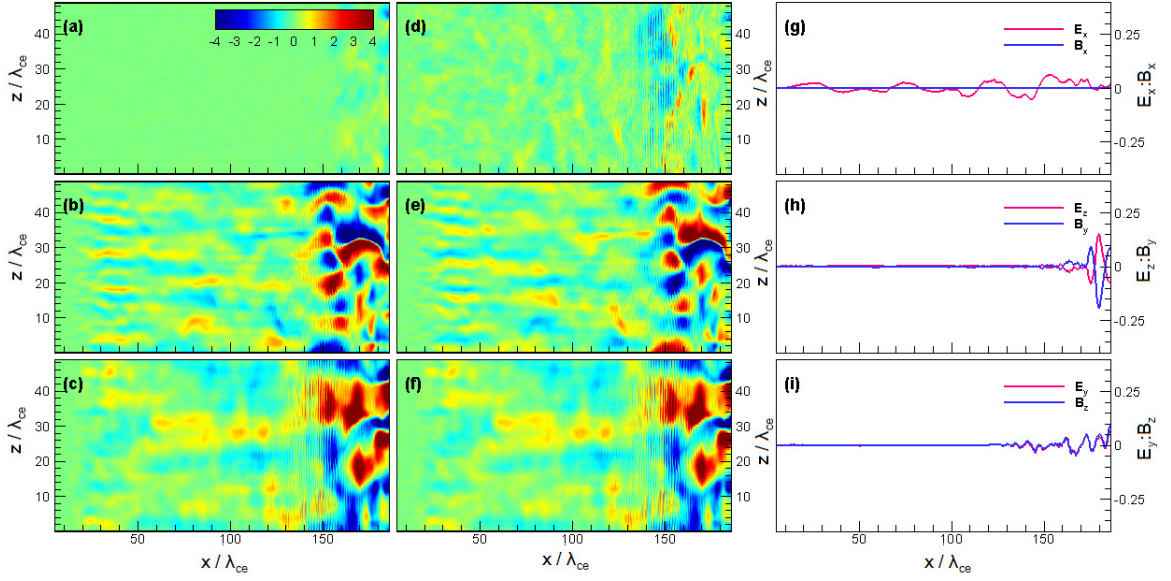 (a)
-4 -3 -2 -1 0 1 2 3 4
z / λce
40
30
20
10
(d)
z / λce
40
30
20
10
(g)
Ex
Bx
0.25
0
-0.25
Ex:Bx
(b)
z / λce
40
30
20
10
(e)
z / λce
40
30
20
10
(h)
Ez
By
0.25
0
-0.25
Ez:By
(c)
z / λce
40
30
20
10
(f)
z / λce
40
30
20
10
(i)
Ey
Bz
0.25
0
-0.25
Ey:Bz
50 100 150
x / λce
50 100 150
x / λce
50 100 150
x / λce